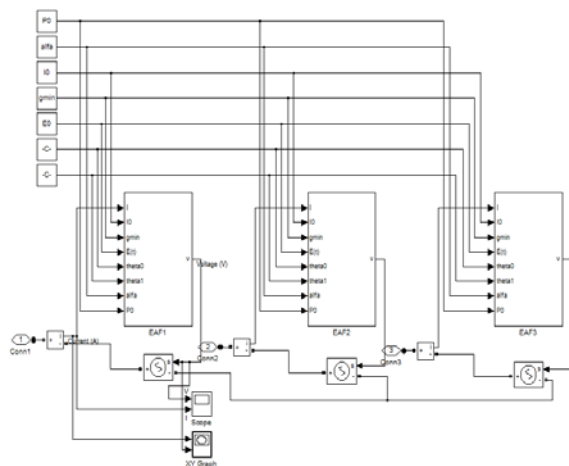 P0
alfa
I0
gmin
E0
-C-
-C-
I
I0
gmin
E(t)
theta0
theta1
alfa
P0
V
EAF1
I
I0
gmin
E(t)
theta0
theta1
alfa
P0
V
EAF2
I
I0
gmin
E(t)
theta0
theta1
alfa
P0
V
EAF3
Voltage (V)
1
Conn1
Current (A)
2
Conn2
3
Conn3
V
I
Scope
XY Graph